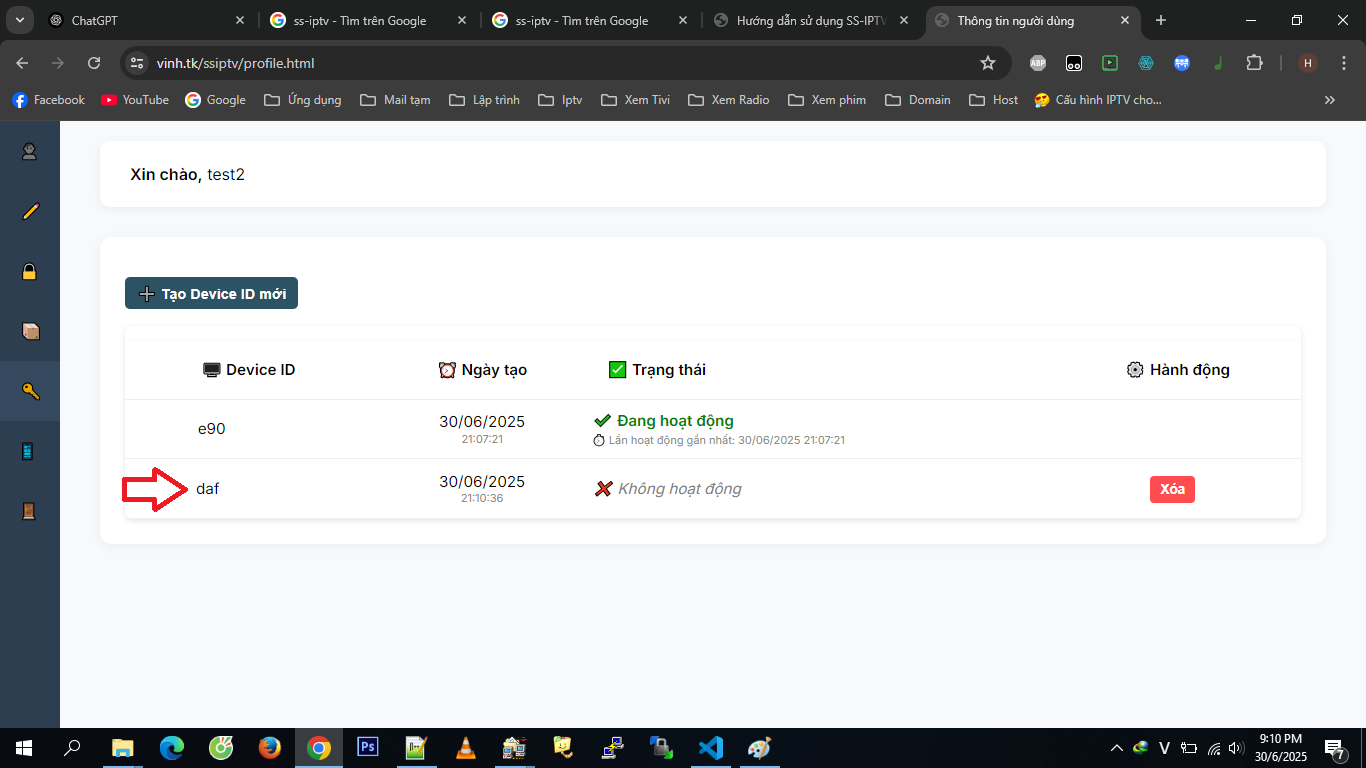 ChatGPT
ss-iptv - Tìm trên Google
ss-iptv - Tìm trên Google
Hướng dẫn sử dụng SS-IPTV
Thông tin người dùng
vinh.tk/ssiptv/profile.html
ABP
H
Facebook
YouTube
Google
Ứng dụng
Mail tạm
Lập trình
Iptv
Xem Tivi
Xem Radio
Xem phim
Domain
Host
Cấu hình IPTV cho...
Xin chào, test2
Tạo Device ID mới
Device ID
Ngày tạo
Trạng thái
Hành động
e90
30/06/2025
21:07:21
Đang hoạt động
Lần hoạt động gần nhất: 30/06/2025 21:07:21
daf
30/06/2025
21:10:36
Không hoạt động
Xóa
Ps
V
9:10 PM
30/6/2025
7